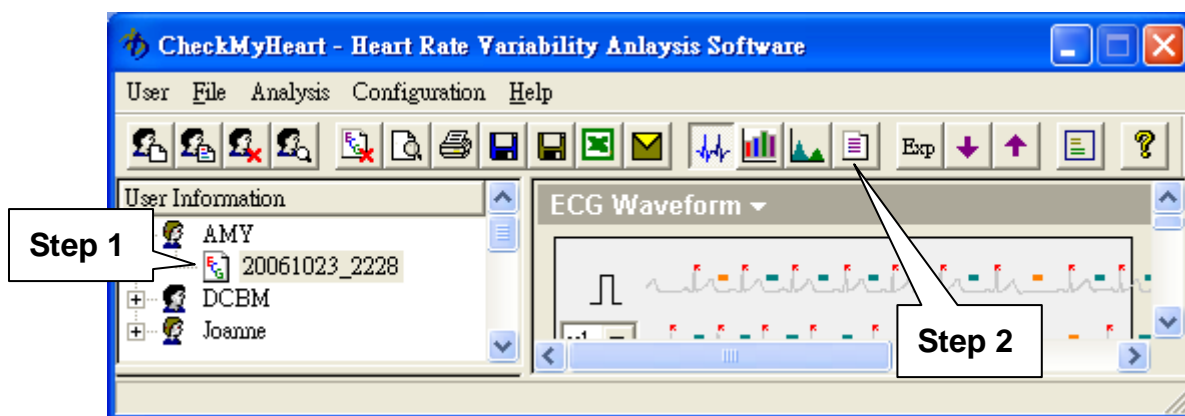 CheckMyHeart - Heart Rate Variability Anlaysis Software
User File Analysis Configuration Help
Exp
User Information
ECG Waveform
Step 1
AMY
20061023_2228
DCBM
Joanne
Step 2